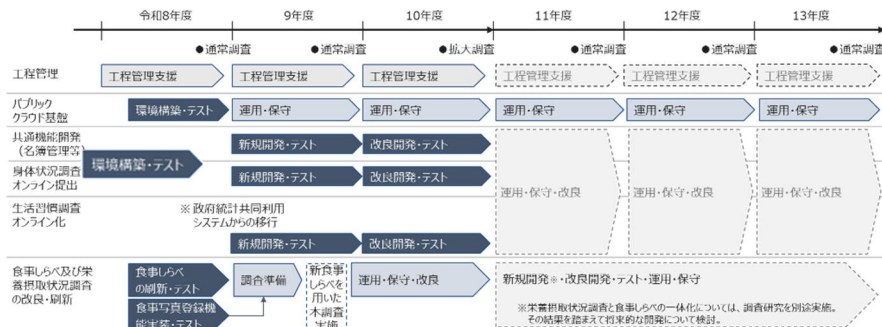 令和8年度 9年度 10年度 11年度 12年度 13年度
●通常調査 ●通常調査 ●拡大調査 ●通常調査 ●通常調査 ●通常調査
工程管理 工程管理支援 工程管理支援 工程管理支援 工程管理支援 工程管理支援 工程管理支援
パブリック
クラウド基盤
環境構築・テスト 運用・保守 運用・保守 運用・保守 運用・保守 運用・保守
共通機能開発
(名簿管理等)
新規開発・テスト 改良開発・テスト
環境構築・テスト
身体状況調査
オンライン提出
新規開発・テスト 改良開発・テスト
運用・保守・改良 運用・保守・改良 運用・保守・改良
生活習慣調査
オンライン化
※ 政府統計共同利用
システムからの移行
新規開発・テスト 改良開発・テスト
食事しらべ及び栄
養摂取状況調査
の改良・刷新
食事しらべ
の刷新・テスト
食事写真登録機
能実装・テスト
調査準備
新食事
しらべを
用いた
本調査
実施
運用・保守・改良
新規開発※・改良開発・テスト・運用・保守
※栄養摂取状況調査と食事しらべの一体化については、調査研究を別途実施。
その結果を踏まえて将来的な開発について検討。